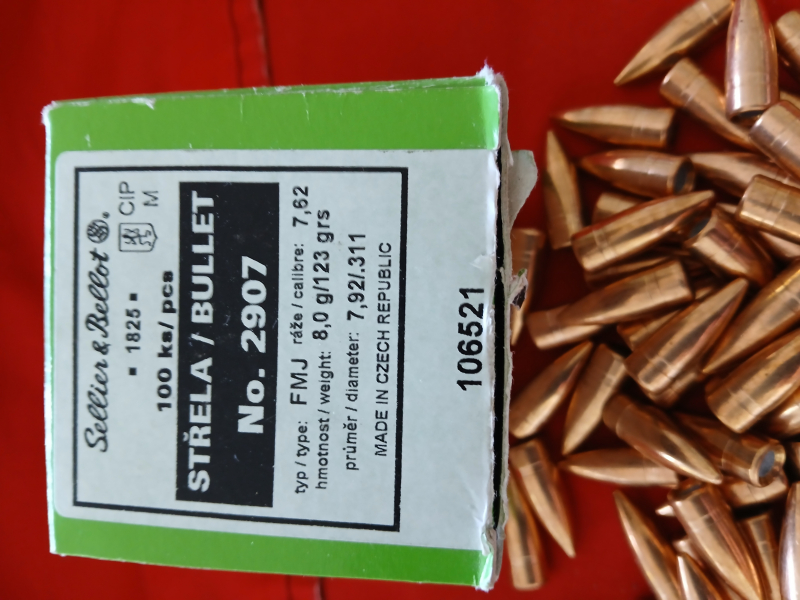 Sellier & Bellot®
■ 1825 ■
CIP
M
100 ks/pcs
STŘELA / BULLET
No. 2907
typ / type: FMJ ráže / calibre: 7,62
hmotnost / weight: 8,0 g/123 grs
průměr / diameter: 7,92/.311
MADE IN CZECH REPUBLIC
106521